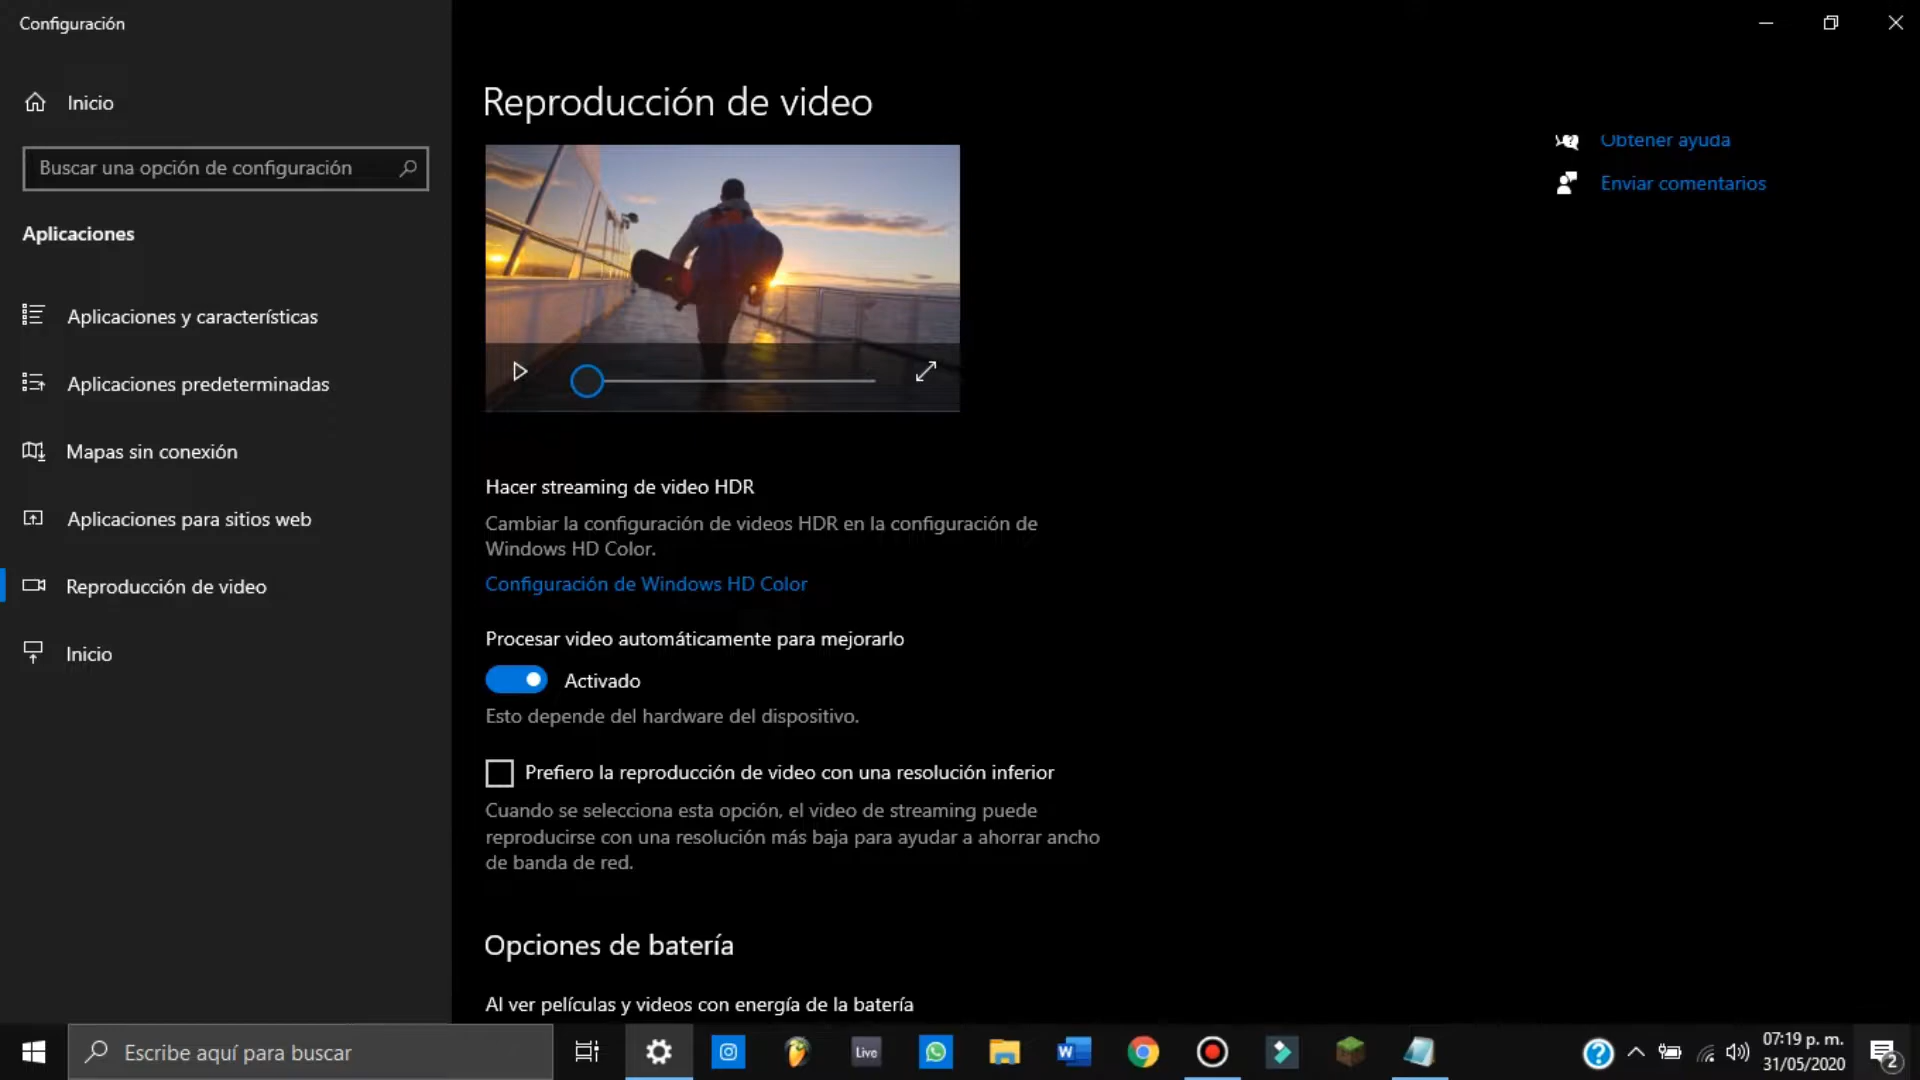 Configuración
Inicio
Buscar una opción de configuración
Aplicaciones
Aplicaciones y características
Aplicaciones predeterminadas
Mapas sin conexión
Aplicaciones para sitios web
Reproducción de video
Inicio
Reproducción de video
Hacer streaming de video HDR
Cambiar la configuración de videos HDR en la configuración de
Windows HD Color.
Configuración de Windows HD Color
Procesar video automáticamente para mejorarlo
Activado
Esto depende del hardware del dispositivo.
Prefiero la reproducción de video con una resolución inferior
Cuando se selecciona esta opción, el video de streaming puede
reproducirse con una resolución más baja para ayudar a ahorrar ancho
de banda de red.
Opciones de batería
Al ver películas y videos con energía de la batería
Obtener ayuda
Enviar comentarios
Escribe aquí para buscar
Live
W
07:19 p. m.
31/05/2020
2